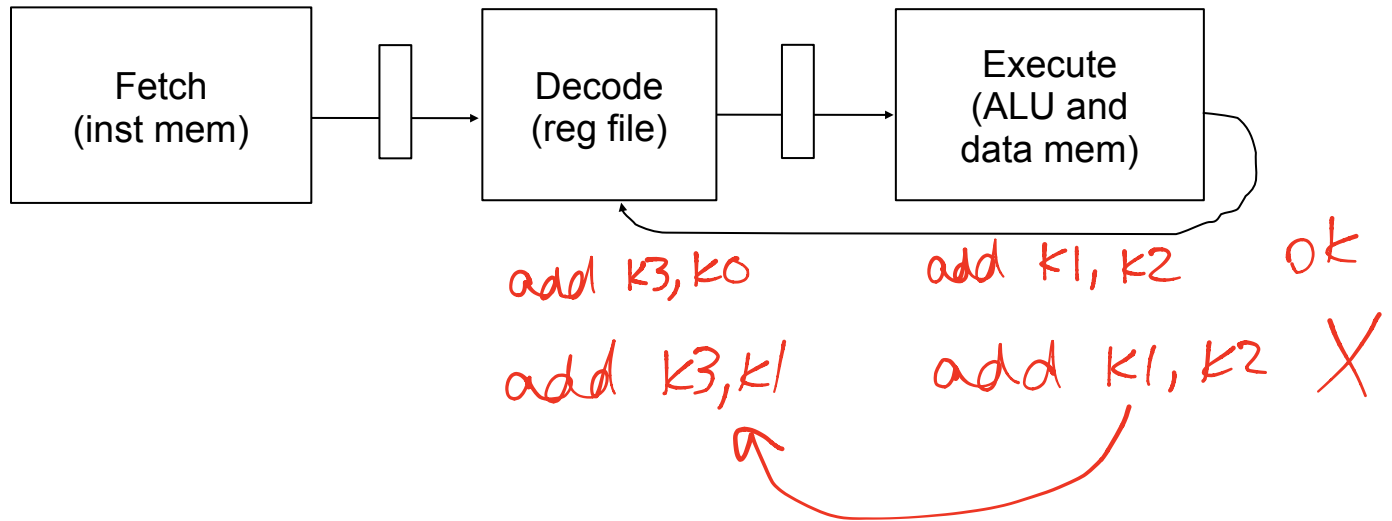 Fetch
(inst mem)
Decode
(reg file)
Execute
(ALU and
data mem)
add k3, k0 add k1, k2 ok
add k3, k1 add k1, k2 X